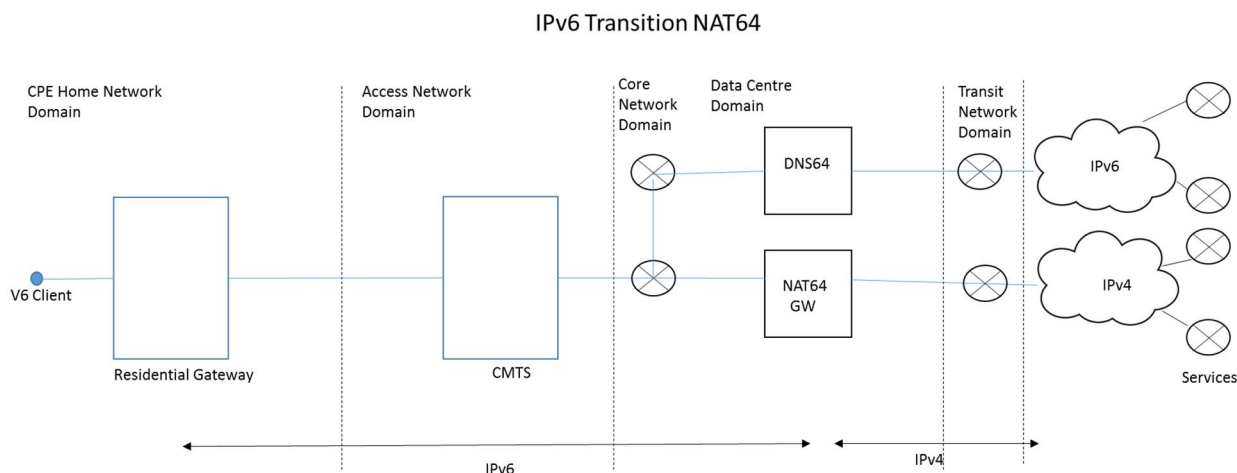 IPv6 Transition NAT64
CPE Home Network
Domain
Access Network
Domain
Core
Network
Domain
Data Centre
Domain
Transit
Network
Domain
DNS64
IPv6
V6 Client
NAT64
GW
IPv4
Residential Gateway
CMTS
Services
IPv6
IPv4